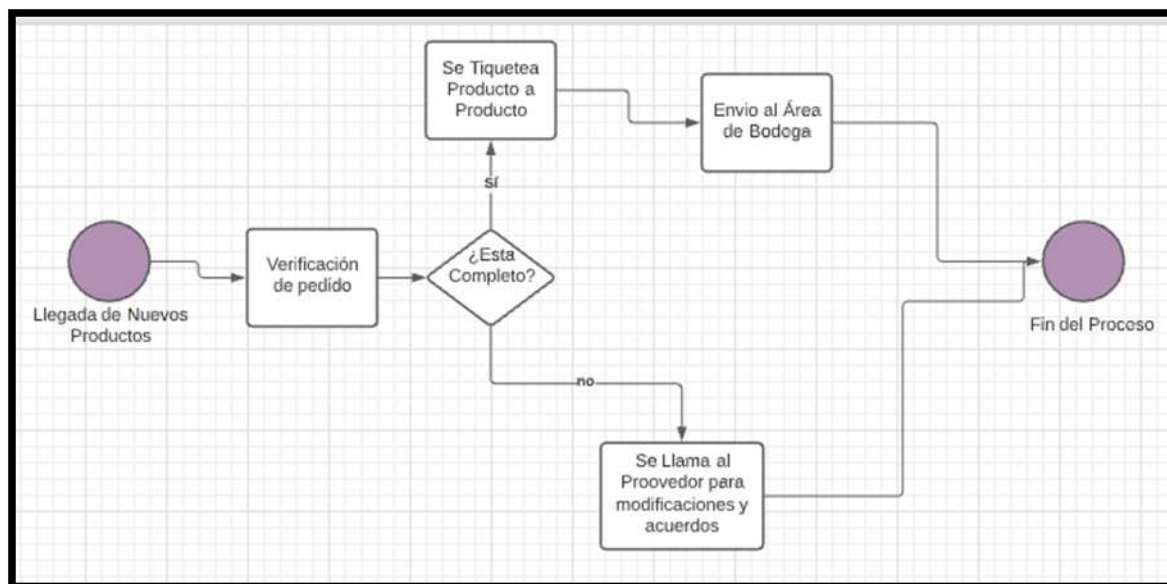 Se Tiquetea
Producto a
Producto
Envio al Área
de Bodega
sí
¿Esta
Completo?
Verificación
de pedído
Llegada de Nuevos
Productos
Fin del Proceso
no
Se Llama al
Proovedor para
modificaciones y
acuerdos